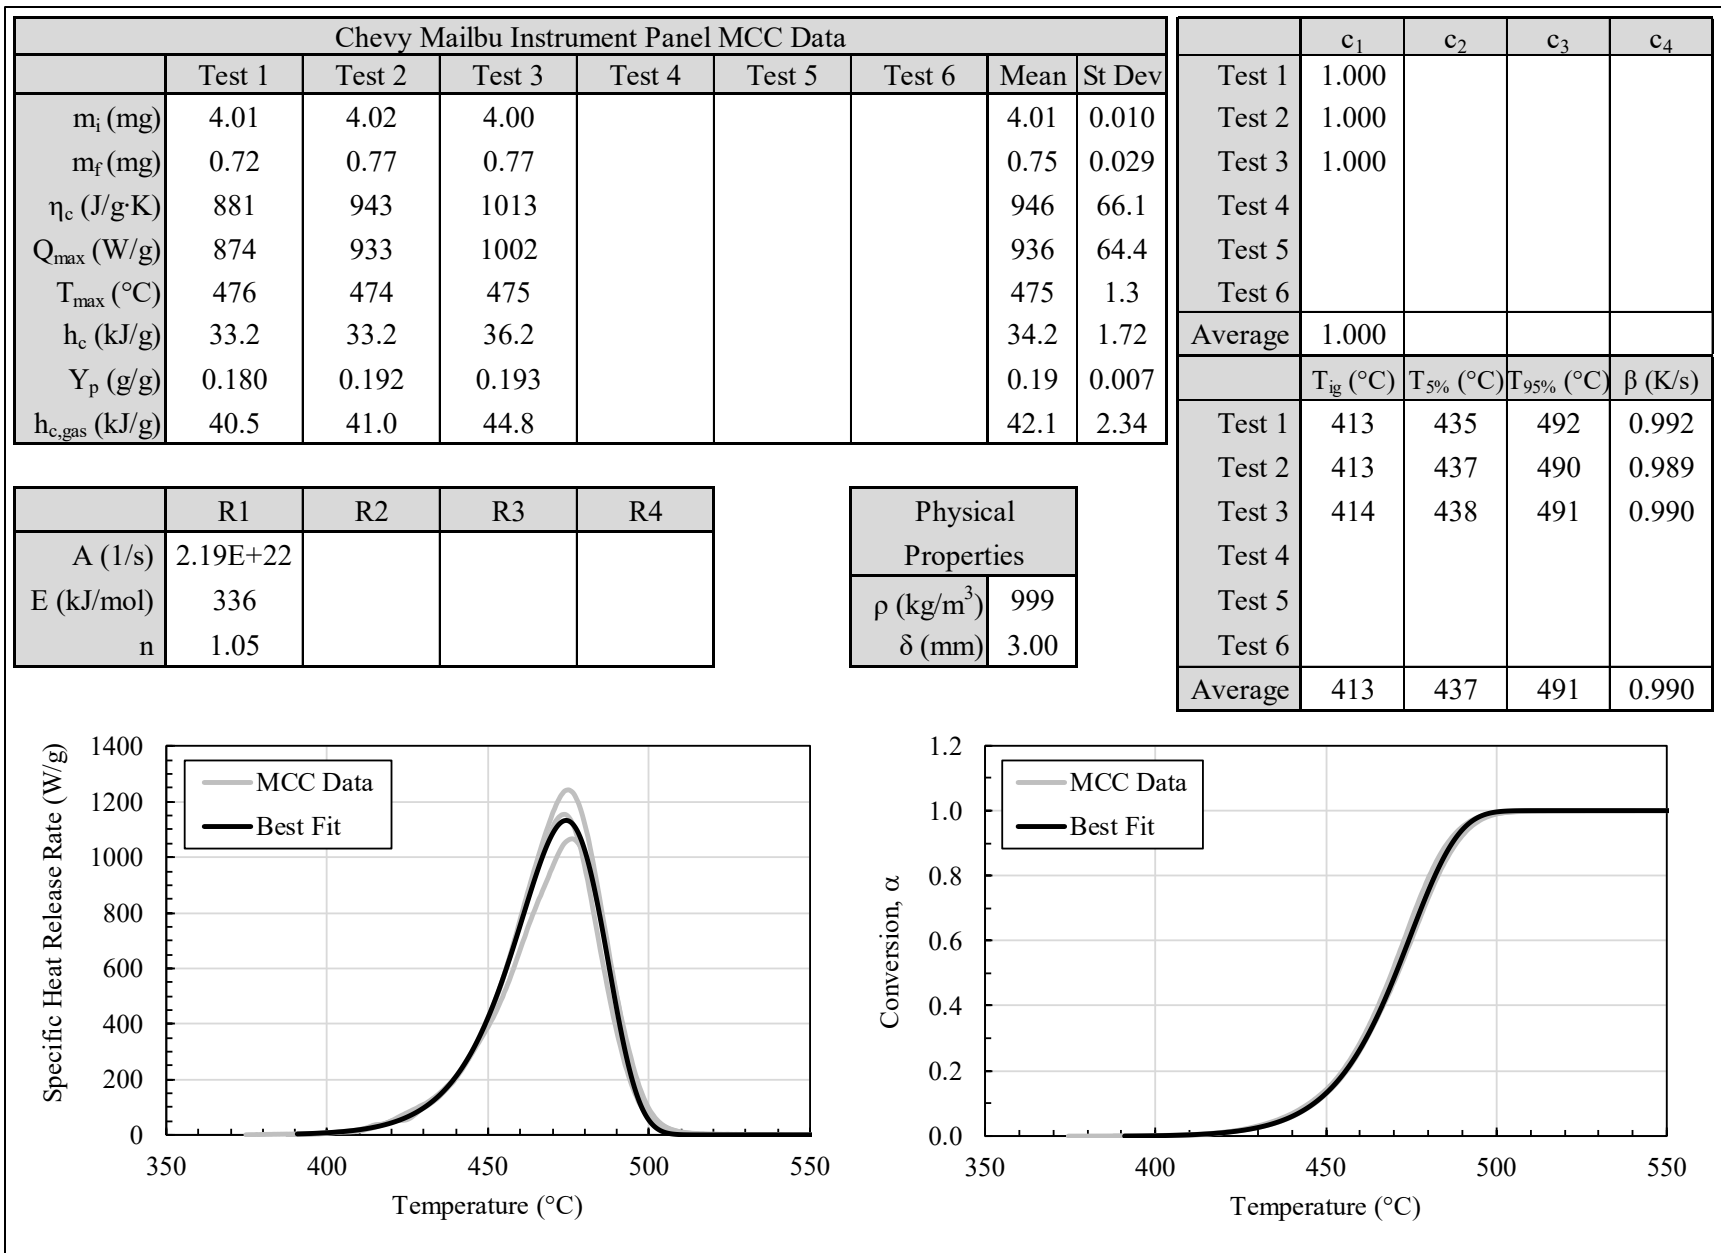 Chevy Mailbu Instrument Panel MCC Data
Test 1 Test 2 Test 3 Test 4 Test 5 Test 6 Mean St Dev
mᵢ (mg) 4.01 4.02 4.00 4.01 0.010
m_f (mg) 0.72 0.77 0.77 0.75 0.029
η_c (J/g·K) 881 943 1013 946 66.1
Q_max (W/g) 874 933 1002 936 64.4
T_max (°C) 476 474 475 475 1.3
h_c (kJ/g) 33.2 33.2 36.2 34.2 1.72
Y_p (g/g) 0.180 0.192 0.193 0.19 0.007
h_c,gas (kJ/g) 40.5 41.0 44.8 42.1 2.34
c₁ c₂ c₃ c₄
Test 1 1.000
Test 2 1.000
Test 3 1.000
Test 4
Test 5
Test 6
Average 1.000
T_ig (°C) T_5% (°C) T_95% (°C) β (K/s)
Test 1 413 435 492 0.992
Test 2 413 437 490 0.989
Test 3 414 438 491 0.990
Test 4
Test 5
Test 6
Average 413 437 491 0.990
R1 R2 R3 R4
A (1/s) 2.19E+22
E (kJ/mol) 336
n 1.05
Physical
Properties
ρ (kg/m³) 999
δ (mm) 3.00
Specific Heat Release Rate (W/g)
1400
1200
1000
800
600
400
200
0
MCC Data
Best Fit
350 400 450 500 550
Temperature (°C)
Conversion, α
1.2
1.0
0.8
0.6
0.4
0.2
0.0
MCC Data
Best Fit
350 400 450 500 550
Temperature (°C)